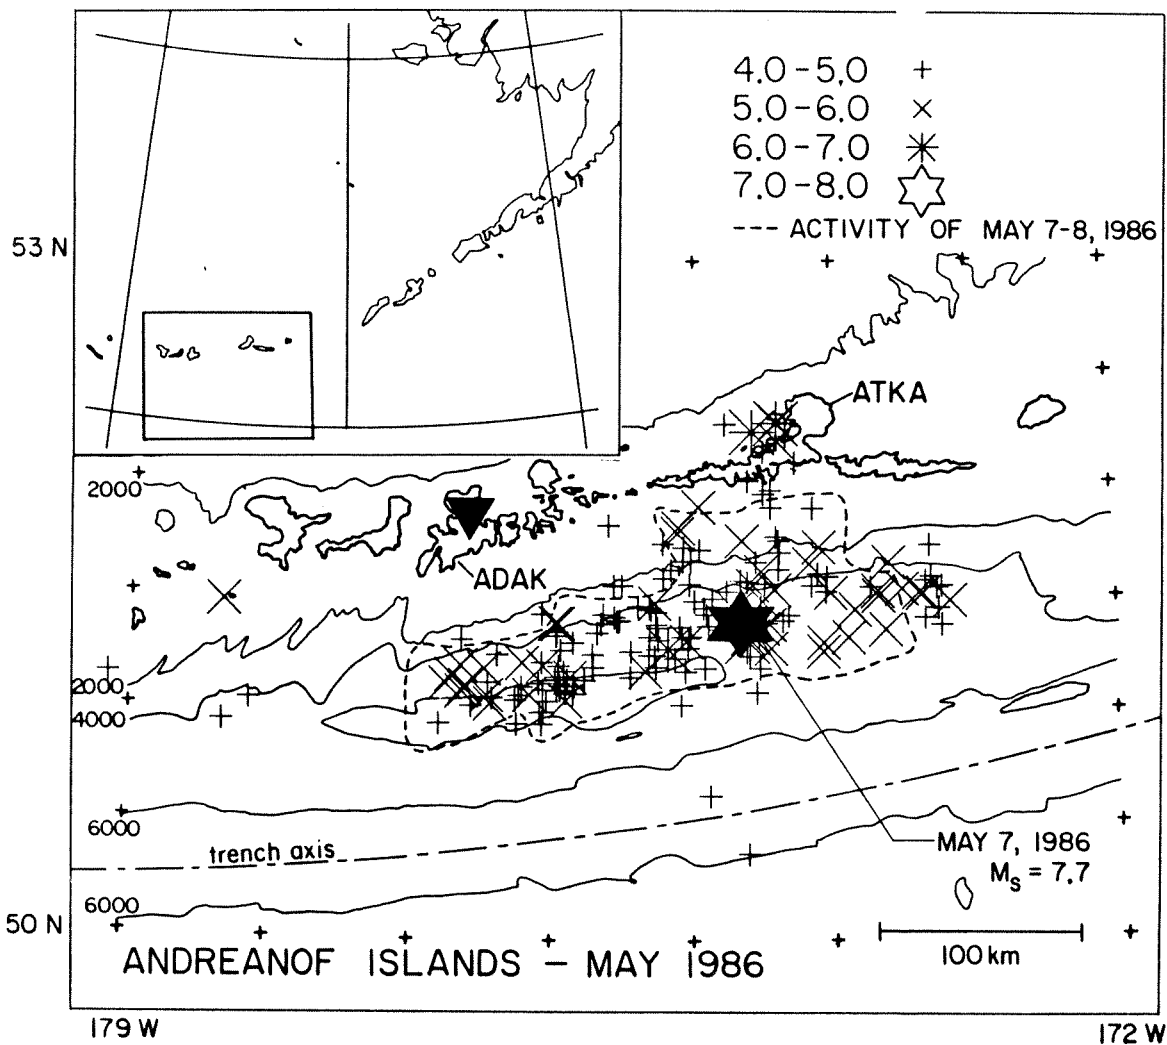 4.0-5.0
5.0-6.0
6.0-7.0
7.0-8.0
--- ACTIVITY OF MAY 7-8, 1986
53 N
ATKA
2000
ADAK
2000
4000
6000
trench axis
MAY 7, 1986
Ms = 7.7
6000
50 N
100 km
ANDREANOF ISLANDS - MAY 1986
179 W
172 W